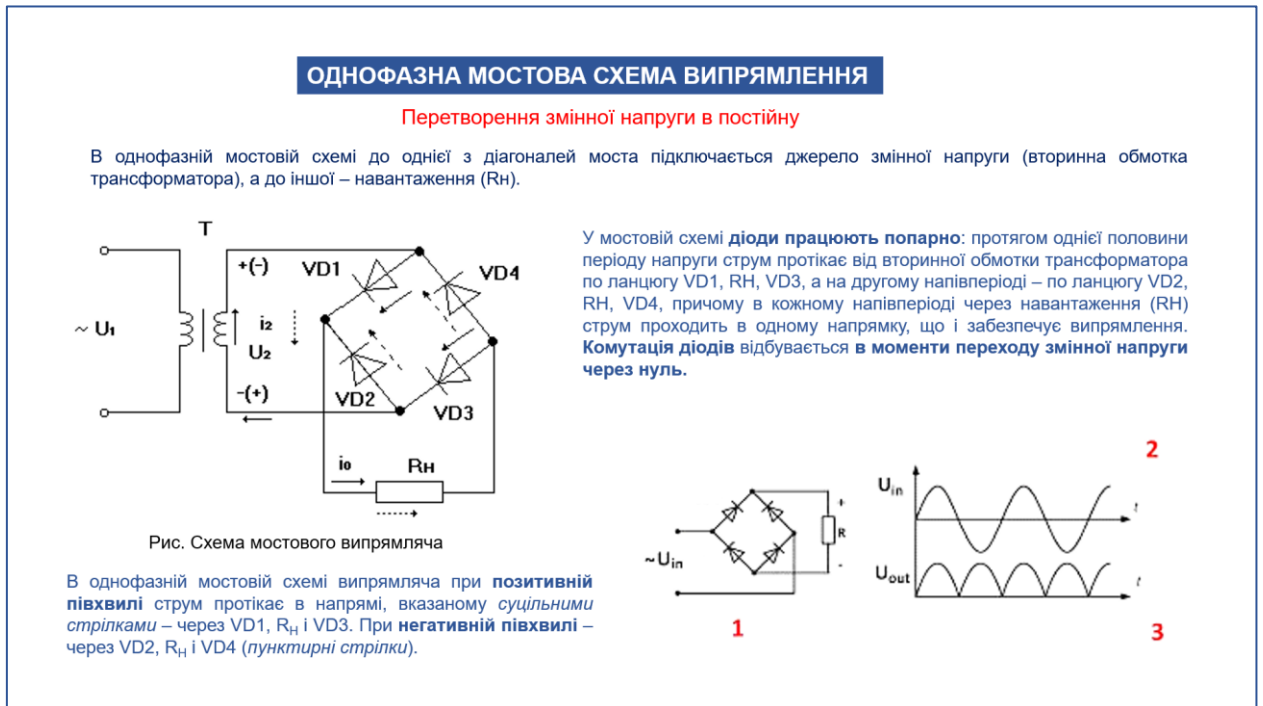 ОДНОФАЗНА МОСТОВА СХЕМА ВИПРЯМЛЕННЯ
Перетворення змінної напруги в постійну
В однофазній мостовій схемі до однієї з діагоналей моста підключається джерело змінної напруги (вторинна обмотка
трансформатора), а до іншої – навантаження (Rн).
T
+(-)
VD1
VD4
~ U₁
i₂
U₂
-(+)
VD2
VD3
i₀
Rн
Рис. Схема мостового випрямляча
В однофазній мостовій схемі випрямляча при позитивній
півхвилі струм протікає в напрямі, вказаному суцільними
стрілками – через VD1, RH і VD3. При негативній півхвилі –
через VD2, RH і VD4 (пунктирні стрілки).
У мостовій схемі діоди працюють попарно: протягом однієї половини
періоду напруги струм протікає від вторинної обмотки трансформатора
по ланцюгу VD1, RH, VD3, а на другому напівперіоді – по ланцюгу VD2,
RH, VD4, причому в кожному напівперіоді через навантаження (RH)
струм проходить в одному напрямку, що і забезпечує випрямлення.
Комутація діодів відбувається в моменти переходу змінної напруги
через нуль.
~Uin
+
R
-
1
2
Uin
t
Uout
t
3